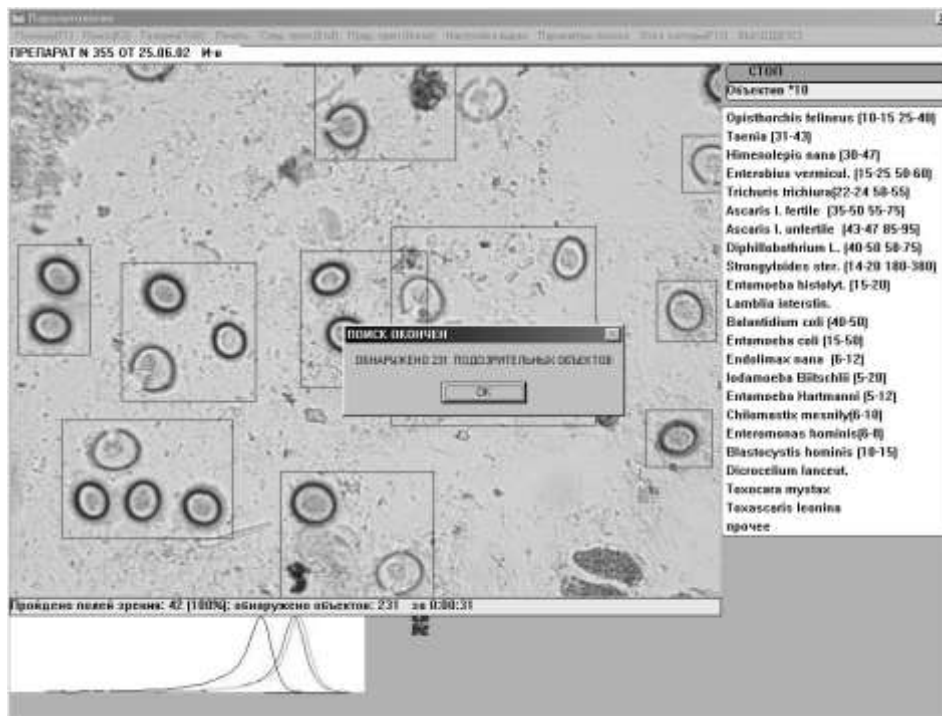 ПРЕПАРАТ N 355 ОТ 25.06.02 И-в
СТОП
Объектив *10
Opisthorchis felineus (10-15 25-40)
Taenia (31-43)
Himenolepis nana (30-47)
Enterobius vermicul. (15-25 50-60)
Trichuris trichiura(22-24 50-55)
Ascaris l. fertile (35-50 55-75)
Ascaris l. unfertile (43-47 85-95)
Diphillobothrium L. (40-50 50-75)
Strongyloides ster. (14-20 180-380)
Entamoeba histolyt. (15-20)
Lamblia interstin.
Balantidium coli (40-50)
Entamoeba coli (15-50)
Endolimax nana (6-12)
Iodamoeba Bütschlii (5-20)
Entamoeba Hartmanni (5-12)
Chilomastix mesnily(6-10)
Enteromonas hominis(6-8)
Blastocystis hominis (10-15)
Dicrocelium lanceut.
Toxocara mystax
Toxascaris leonina
прочее
ПОИСК ОКОНЧЕН
ОБНАРУЖЕНО 231 ПОДОЗРИТЕЛЬНЫХ ОБЪЕКТОВ
ОК
Пройдено полей зрения: 42 (100%); обнаружено объектов: 231 за 0:00:31